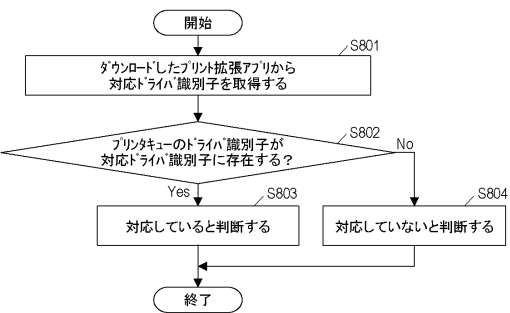 開始
S801
ﾀﾞｳﾝﾛｰﾄﾞしたﾌﾟﾘﾝﾄ拡張ｱﾌﾟﾘから
対応ﾄﾞﾗｲﾊﾞ識別子を取得する
S802
ﾌﾟﾘﾝﾀｷｭｰのﾄﾞﾗｲﾊﾞ識別子が
対応ﾄﾞﾗｲﾊﾞ識別子に存在する？
No
Yes
S803
S804
対応していると判断する
対応していないと判断する
終了